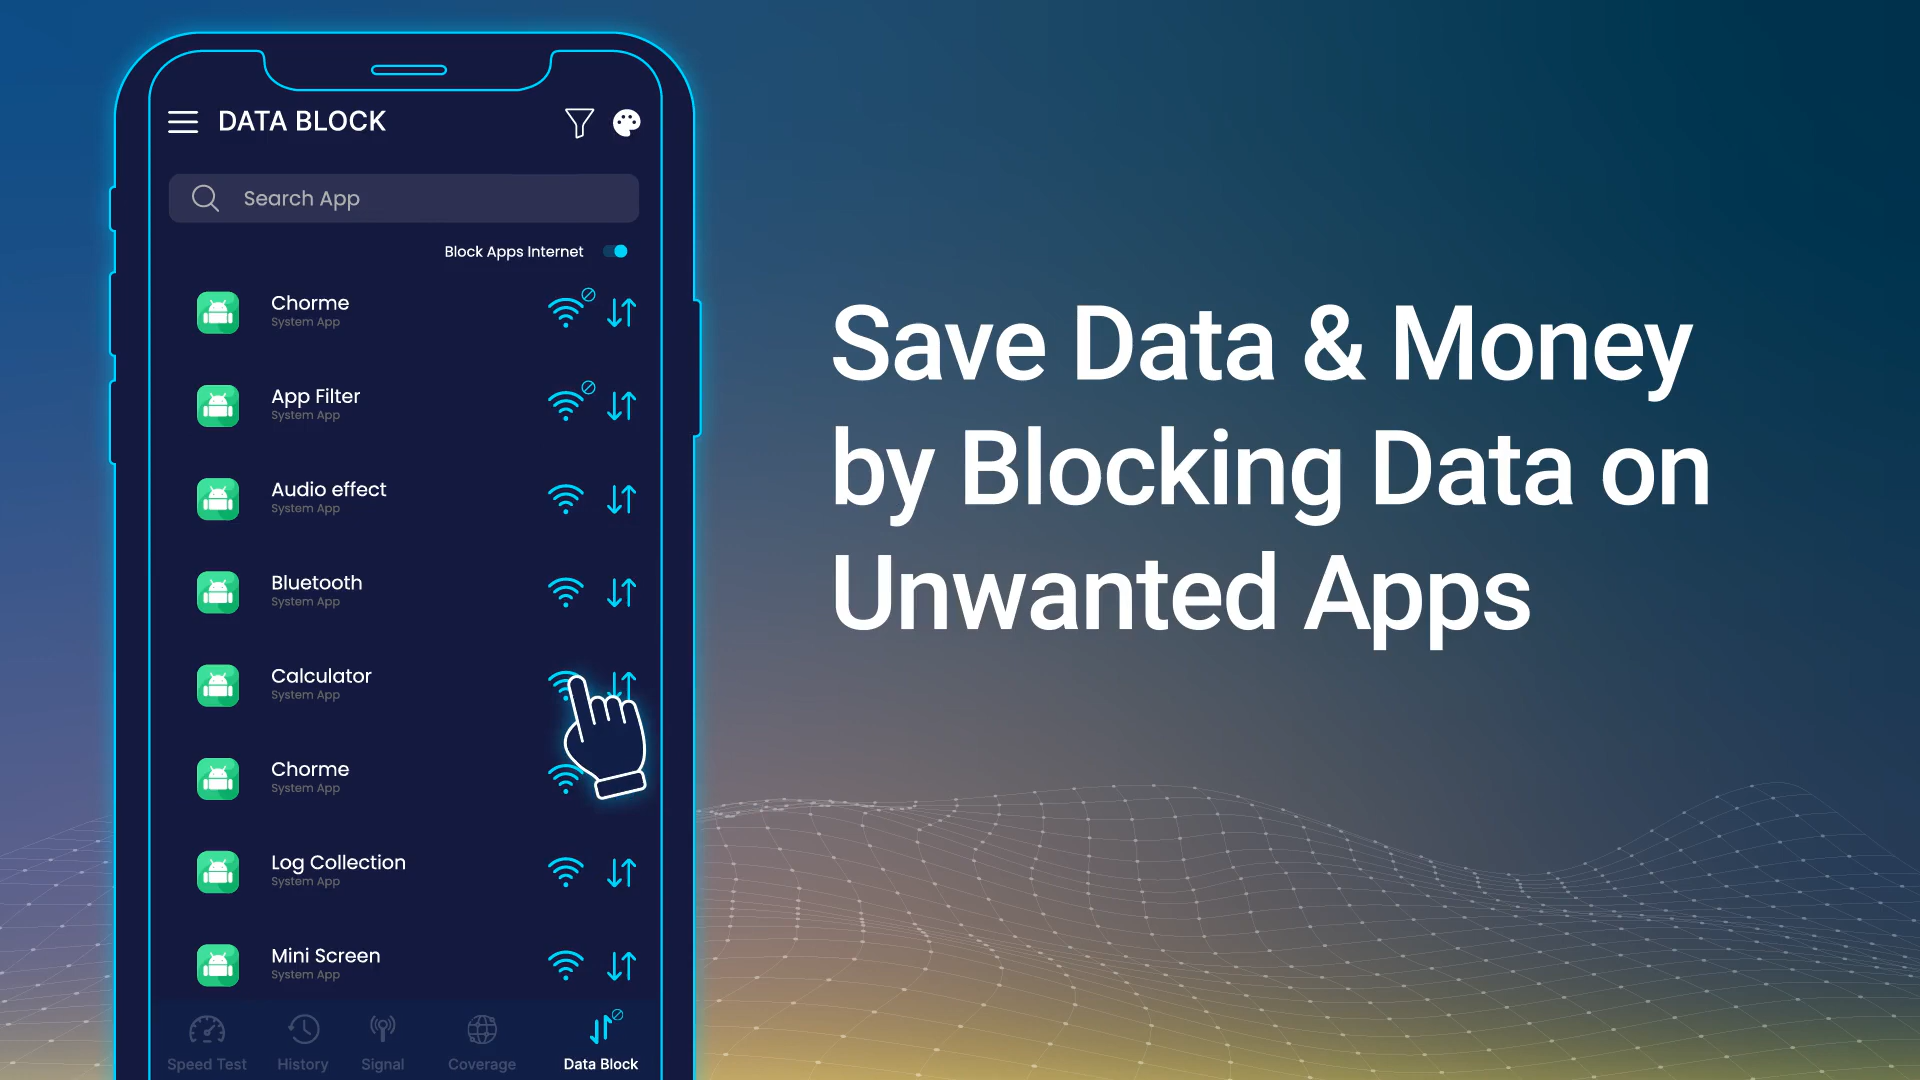 DATA BLOCK
Search App
Block Apps Internet
Chorme
System App
App Filter
System App
Audio effect
System App
Bluetooth
System App
Calculator
System App
Chorme
System App
Log Collection
System App
Mini Screen
System App
Speed Test
History
Signal
Coverage
Data Block
Save Data & Money
by Blocking Data on
Unwanted Apps